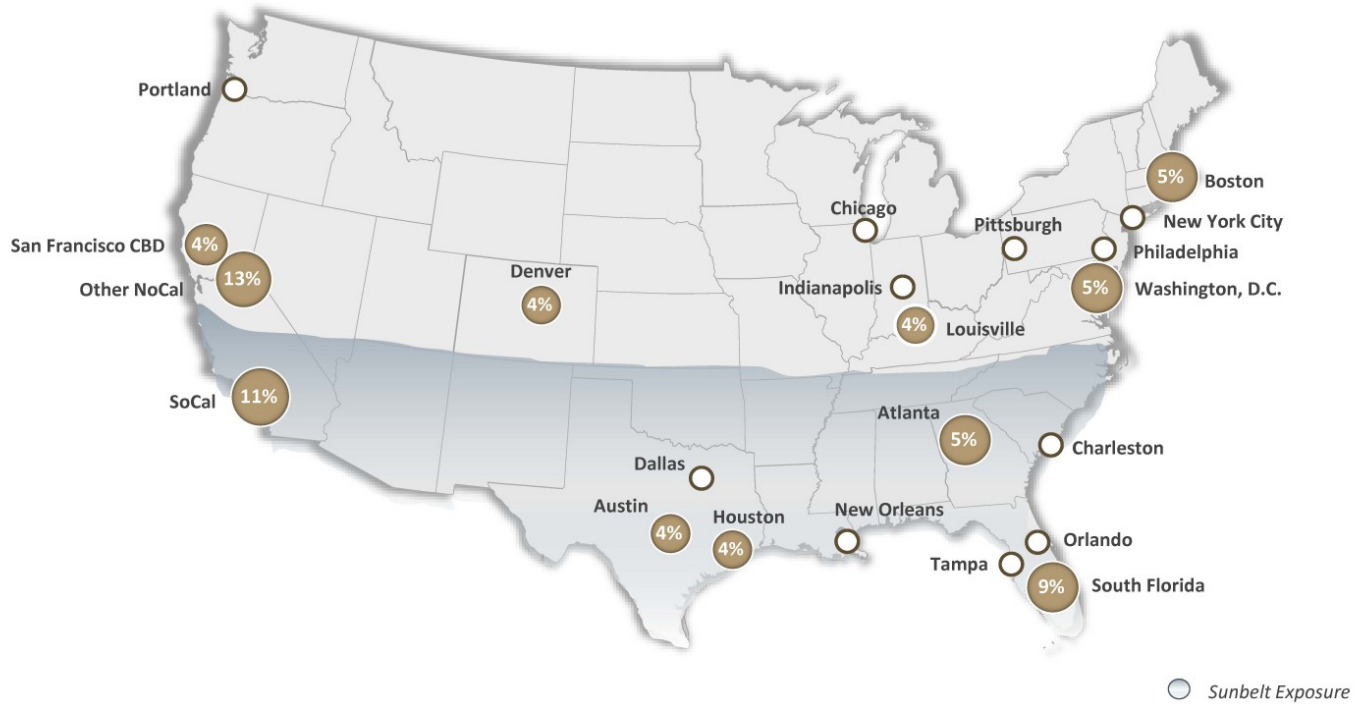 Portland
5%
Boston
Chicago
Pittsburgh
New York City
San Francisco CBD
4%
Philadelphia
Denver
Other NoCal
13%
4%
Indianapolis
5%
Washington, D.C.
4%
Louisville
SoCal
11%
Atlanta
5%
Charleston
Dallas
Austin
4%
Houston
4%
New Orleans
Orlando
Tampa
9%
South Florida
Sunbelt Exposure